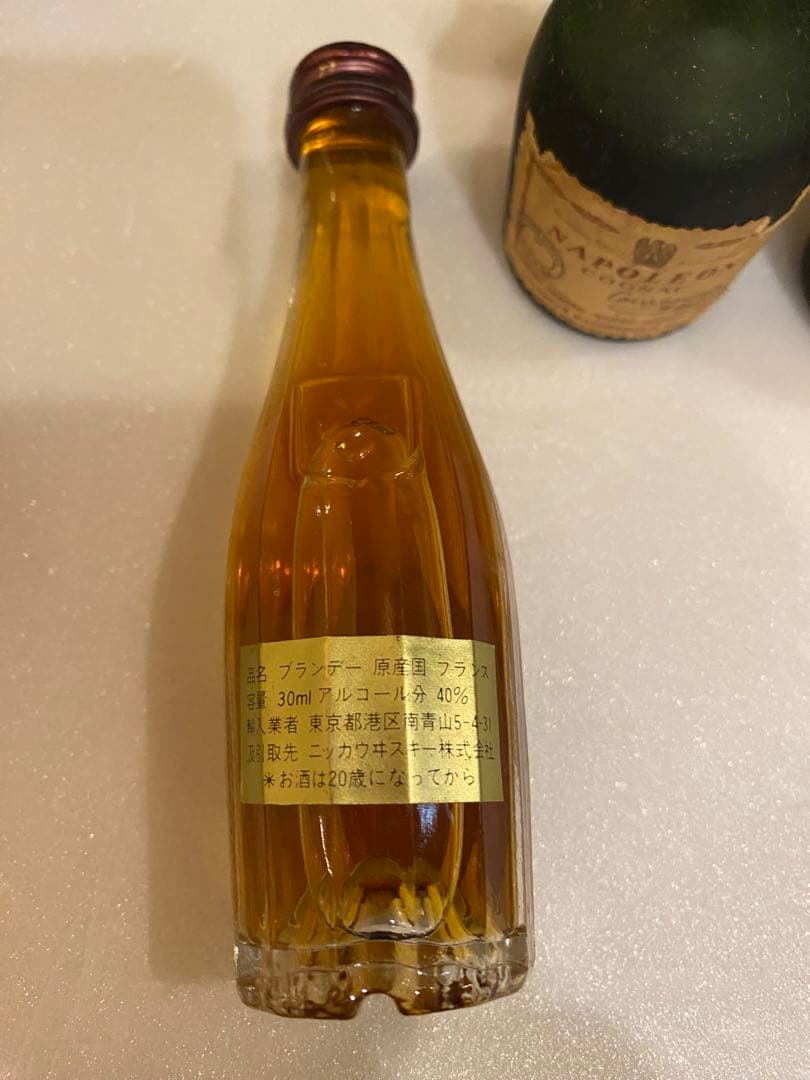 NAPOLEON
COGNAC
品名 ブランデー 原産国 フランス
容量 30ml アルコール分 40%
輸入業者 東京都港区南青山5-4-31
及引取先 ニッカウヰスキー株式会社
✳お酒は20歳になってから